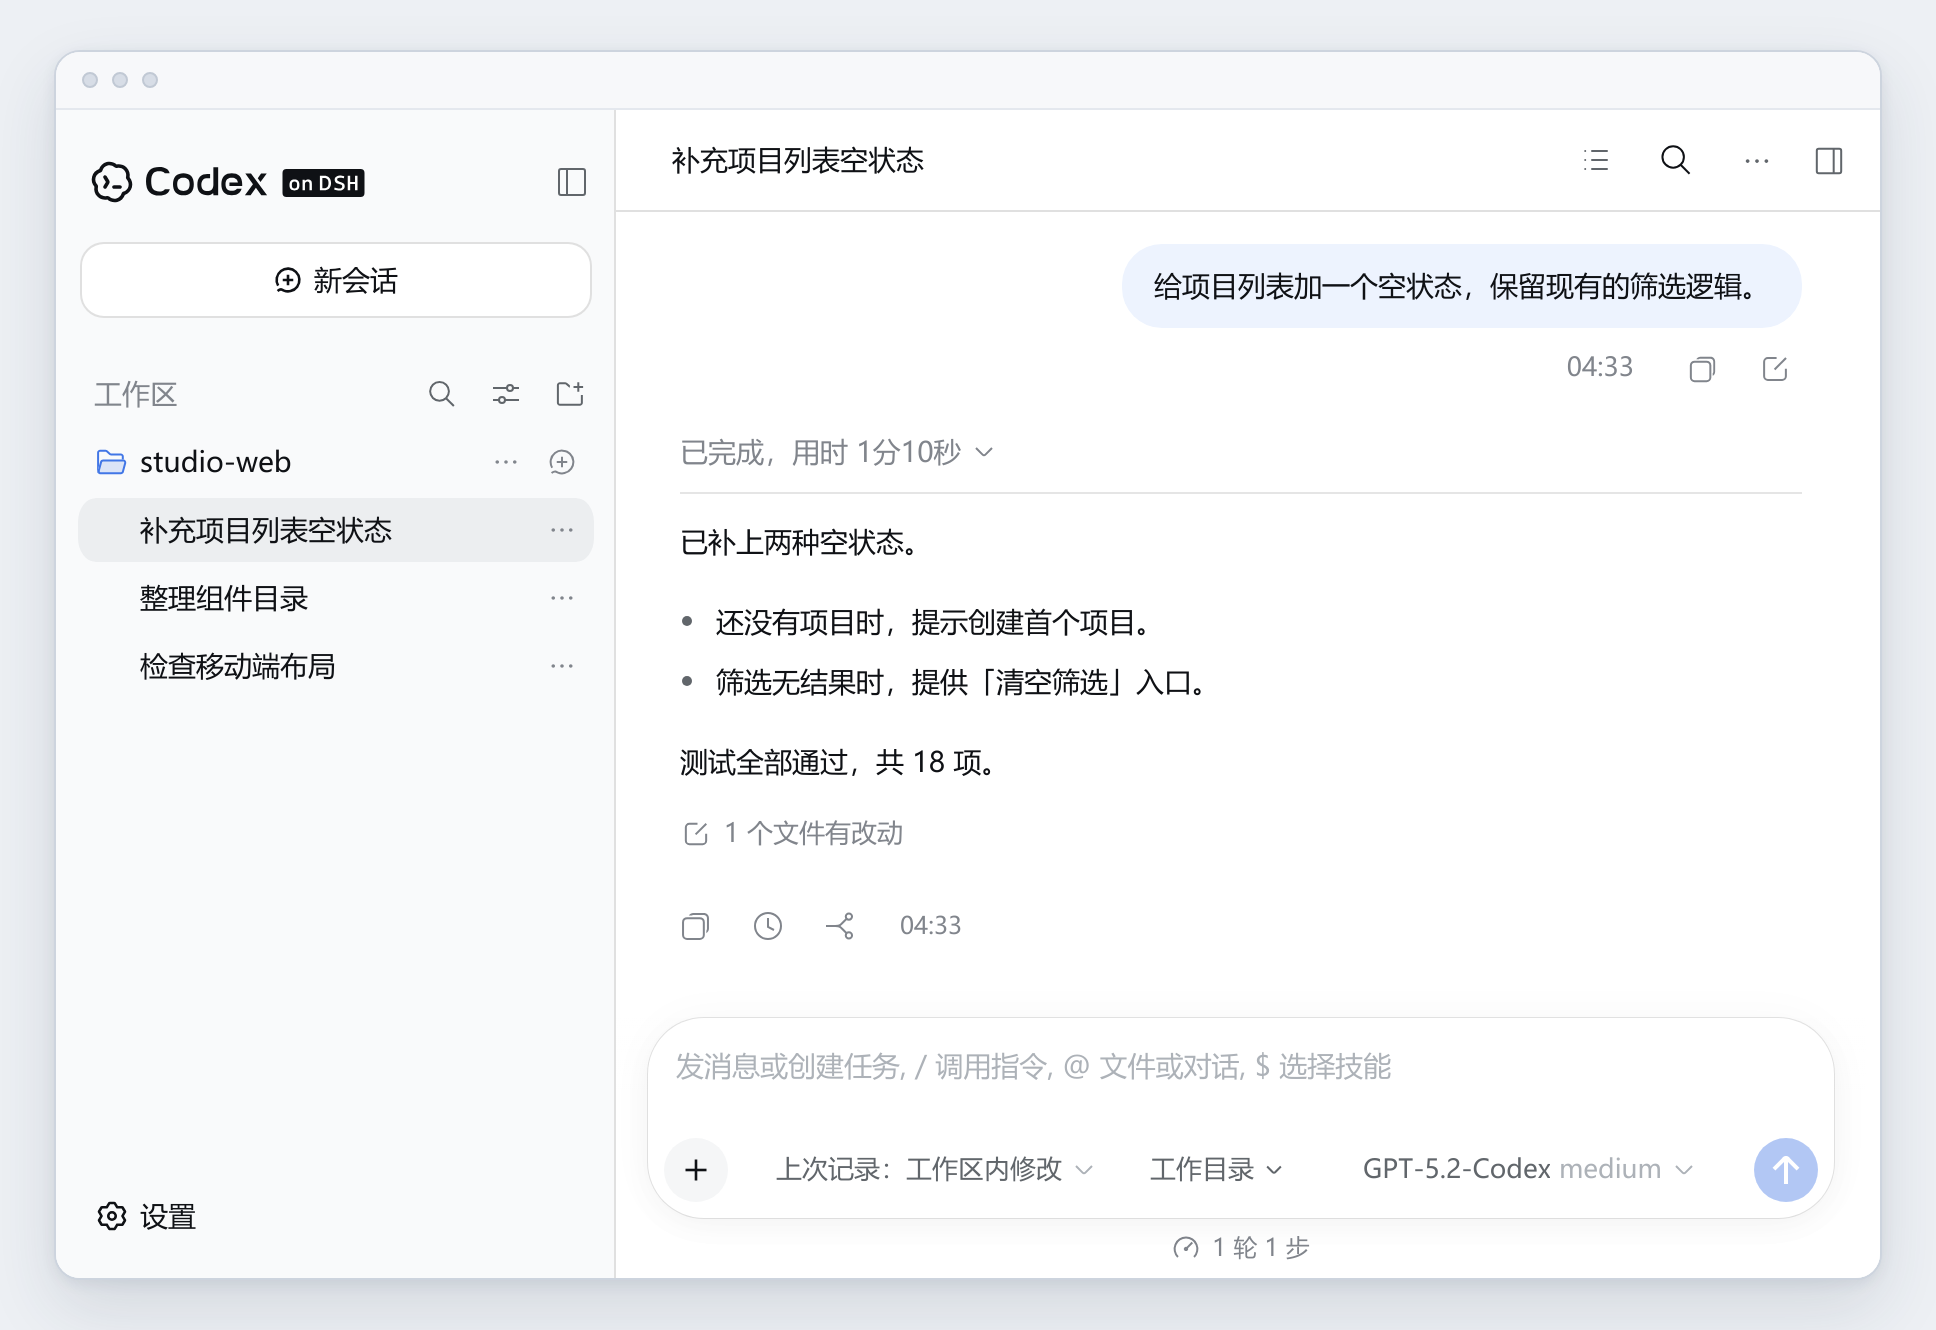 Codex on DSH
新会话
工作区
studio-web
补充项目列表空状态
整理组件目录
检查移动端布局
设置
补充项目列表空状态
给项目列表加一个空状态，保留现有的筛选逻辑。
04:33
已完成，用时 1分10秒
已补上两种空状态。
• 还没有项目时，提示创建首个项目。
• 筛选无结果时，提供「清空筛选」入口。
测试全部通过，共 18 项。
1 个文件有改动
04:33
发消息或创建任务, / 调用指令, @ 文件或对话, $ 选择技能
上次记录：工作区内修改 工作目录 GPT-5.2-Codex medium
1 轮 1 步